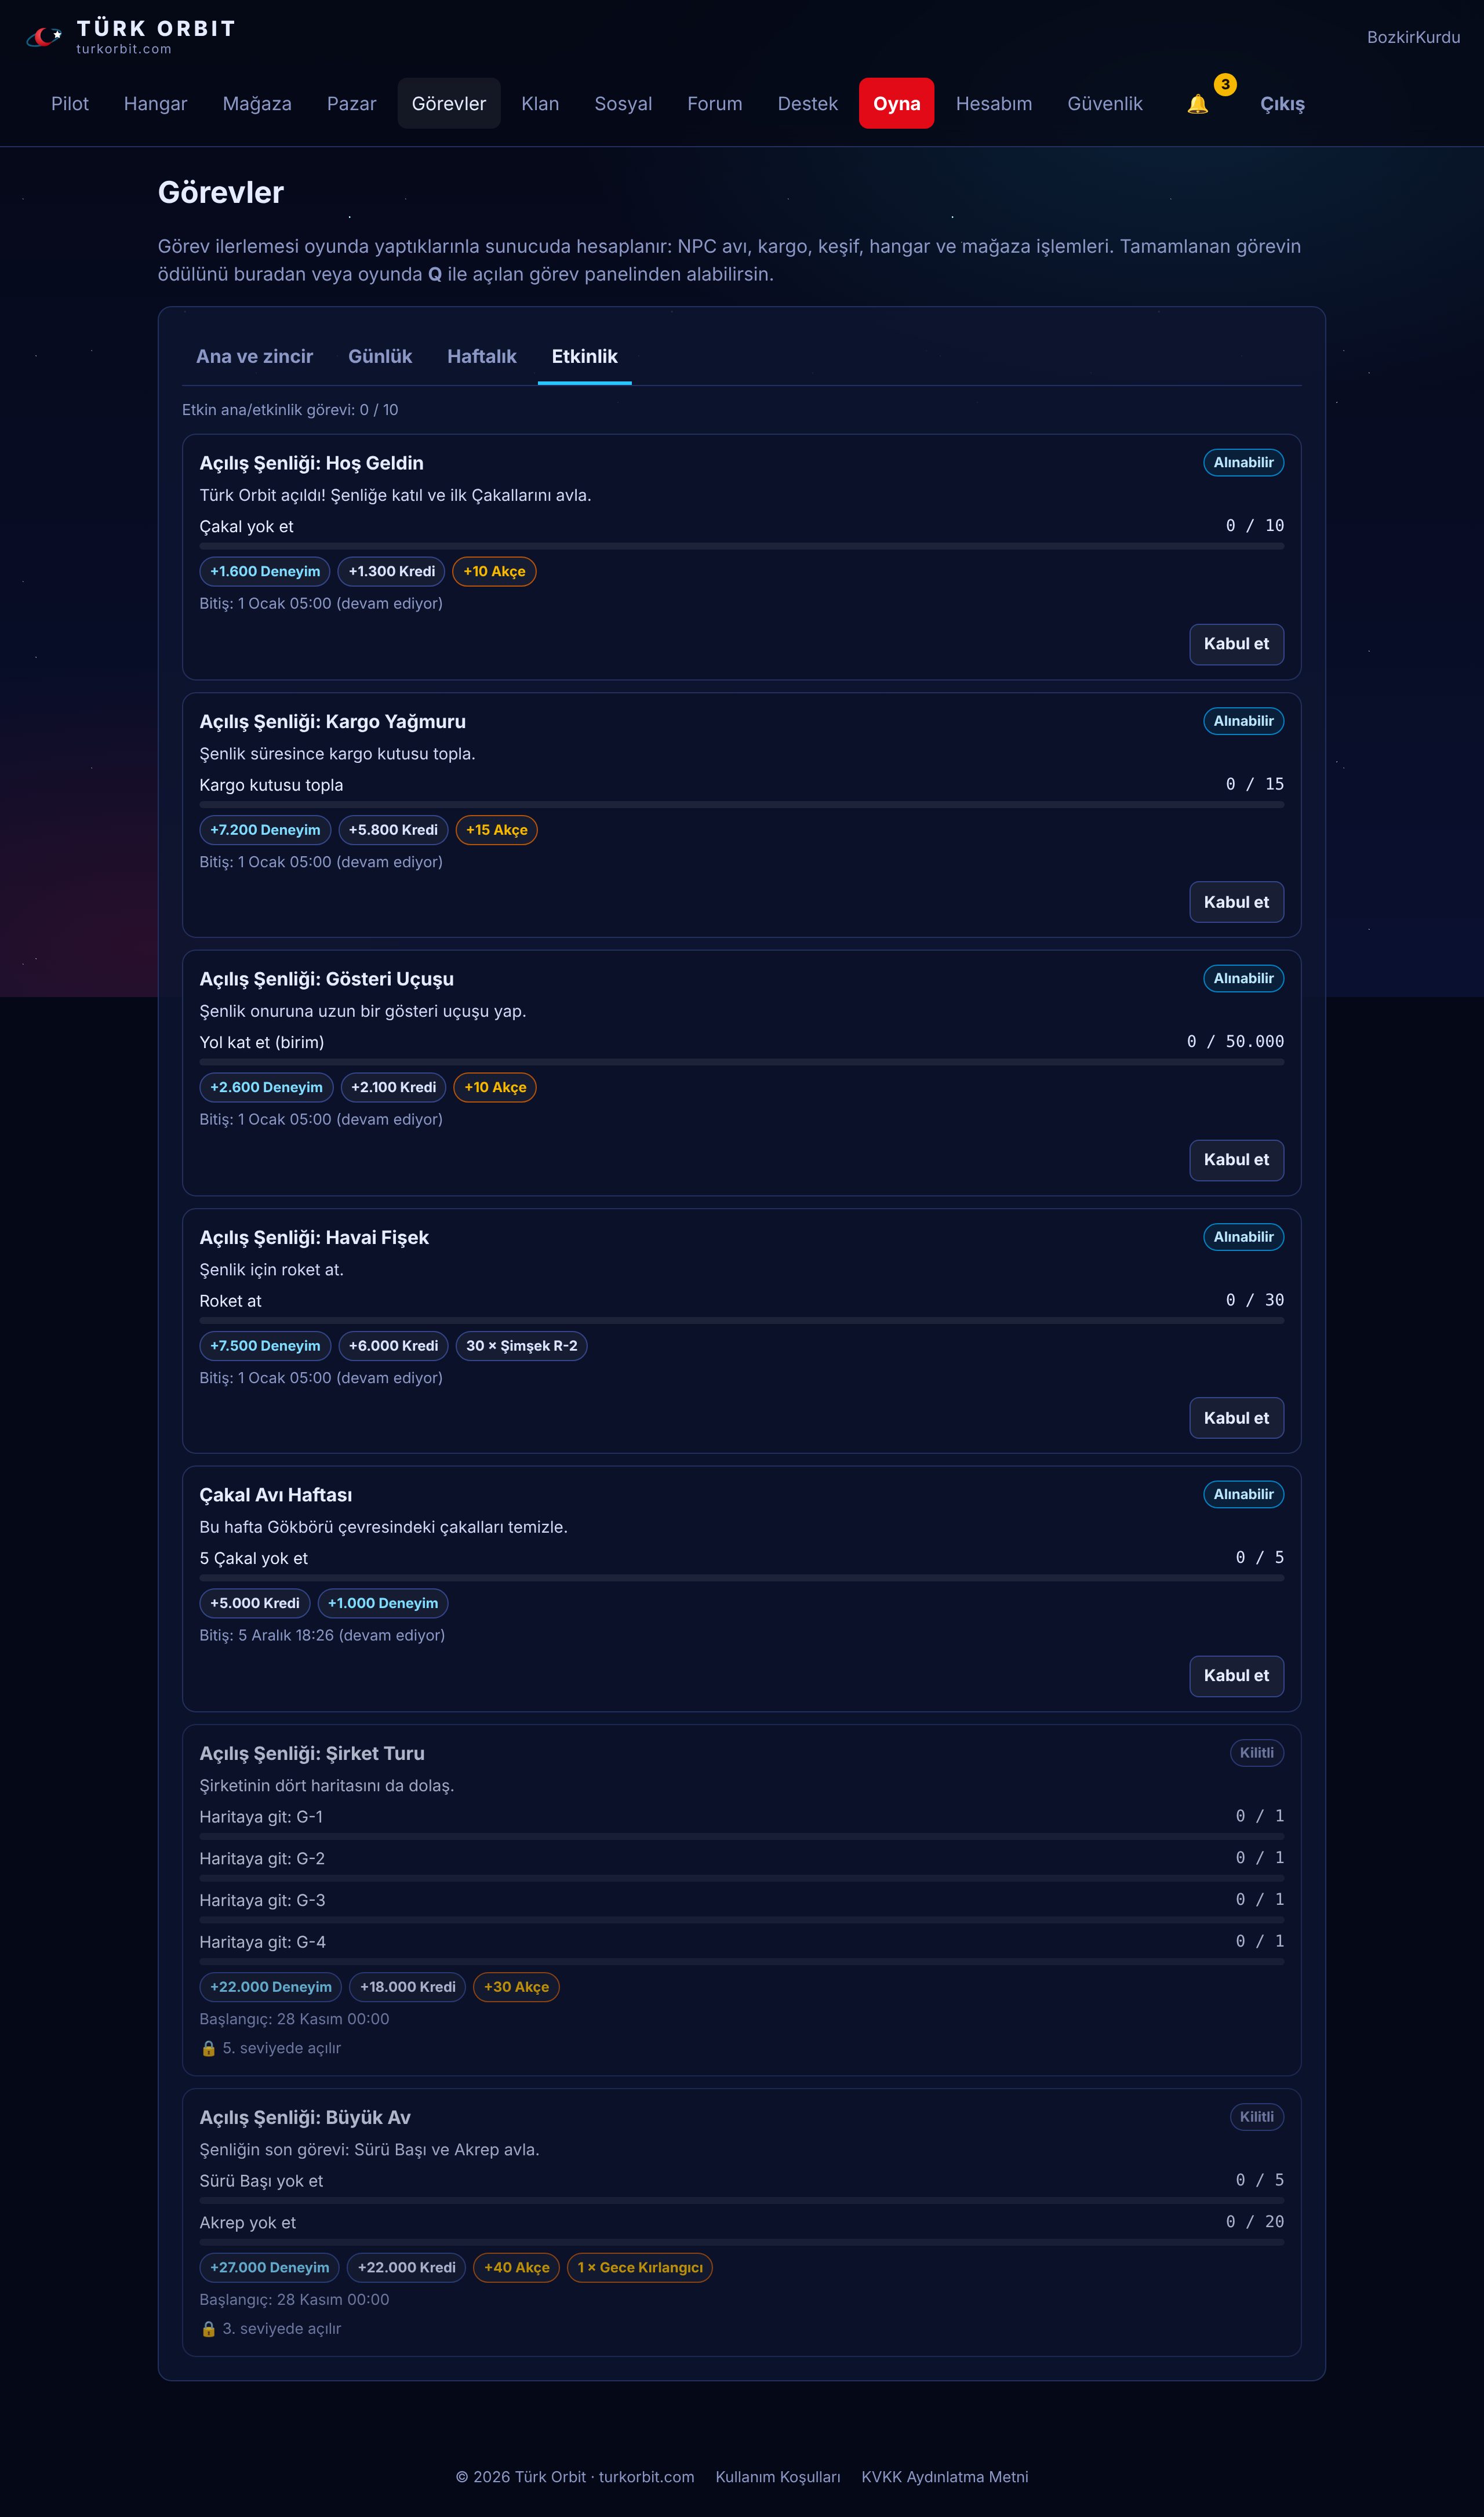 TÜRK ORBIT
turkorbit.com
BozkirKurdu
Pilot Hangar Mağaza Pazar Görevler Klan Sosyal Forum Destek Oyna Hesabım Güvenlik 🔔 3 Çıkış
Görevler
Görev ilerlemesi oyunda yaptıklarınla sunucuda hesaplanır: NPC avı, kargo, keşif, hangar ve mağaza işlemleri. Tamamlanan görevin
ödülünü buradan veya oyunda Q ile açılan görev panelinden alabilirsin.
Ana ve zincir Günlük Haftalık Etkinlik
Etkin ana/etkinlik görevi: 0 / 10
Açılış Şenliği: Hoş Geldin Alınabilir
Türk Orbit açıldı! Şenliğe katıl ve ilk Çakallarını avla.
Çakal yok et 0 / 10
+1.600 Deneyim +1.300 Kredi +10 Akçe
Bitiş: 1 Ocak 05:00 (devam ediyor)
Kabul et
Açılış Şenliği: Kargo Yağmuru Alınabilir
Şenlik süresince kargo kutusu topla.
Kargo kutusu topla 0 / 15
+7.200 Deneyim +5.800 Kredi +15 Akçe
Bitiş: 1 Ocak 05:00 (devam ediyor)
Kabul et
Açılış Şenliği: Gösteri Uçuşu Alınabilir
Şenlik onuruna uzun bir gösteri uçuşu yap.
Yol kat et (birim) 0 / 50.000
+2.600 Deneyim +2.100 Kredi +10 Akçe
Bitiş: 1 Ocak 05:00 (devam ediyor)
Kabul et
Açılış Şenliği: Havai Fişek Alınabilir
Şenlik için roket at.
Roket at 0 / 30
+7.500 Deneyim +6.000 Kredi 30 × Şimşek R-2
Bitiş: 1 Ocak 05:00 (devam ediyor)
Kabul et
Çakal Avı Haftası Alınabilir
Bu hafta Gökbörü çevresindeki çakalları temizle.
5 Çakal yok et 0 / 5
+5.000 Kredi +1.000 Deneyim
Bitiş: 5 Aralık 18:26 (devam ediyor)
Kabul et
Açılış Şenliği: Şirket Turu Kilitli
Şirketinin dört haritasını da dolaş.
Haritaya git: G-1 0 / 1
Haritaya git: G-2 0 / 1
Haritaya git: G-3 0 / 1
Haritaya git: G-4 0 / 1
+22.000 Deneyim +18.000 Kredi +30 Akçe
Başlangıç: 28 Kasım 00:00
🔒 5. seviyede açılır
Açılış Şenliği: Büyük Av Kilitli
Şenliğin son görevi: Sürü Başı ve Akrep avla.
Sürü Başı yok et 0 / 5
Akrep yok et 0 / 20
+27.000 Deneyim +22.000 Kredi +40 Akçe 1 × Gece Kırlangıcı
Başlangıç: 28 Kasım 00:00
🔒 3. seviyede açılır
© 2026 Türk Orbit · turkorbit.com Kullanım Koşulları KVKK Aydınlatma Metni